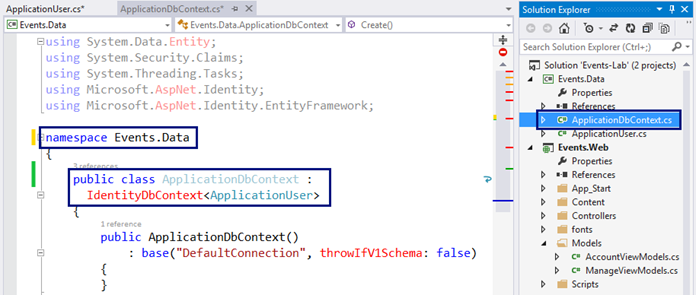 ApplicationUser.cs*
ApplicationDbContext.cs*
Events.Data
Events.Data.ApplicationDbContext
Create()
using System.Data.Entity;
using System.Security.Claims;
using System.Threading.Tasks;
using Microsoft.AspNet.Identity;
using Microsoft.AspNet.Identity.EntityFramework;
namespace Events.Data
{
3 references
public class ApplicationDbContext :
IdentityDbContext<ApplicationUser>
{
1 reference
public ApplicationDbContext()
: base("DefaultConnection", throwIfV1Schema: false)
{
}
Solution Explorer
Search Solution Explorer (Ctrl+;)
Solution 'Events-Lab' (2 projects)
Events.Data
Properties
References
ApplicationDbContext.cs
ApplicationUser.cs
Events.Web
Properties
References
App_Start
Content
Controllers
fonts
Models
AccountViewModels.cs
ManageViewModels.cs
Scripts